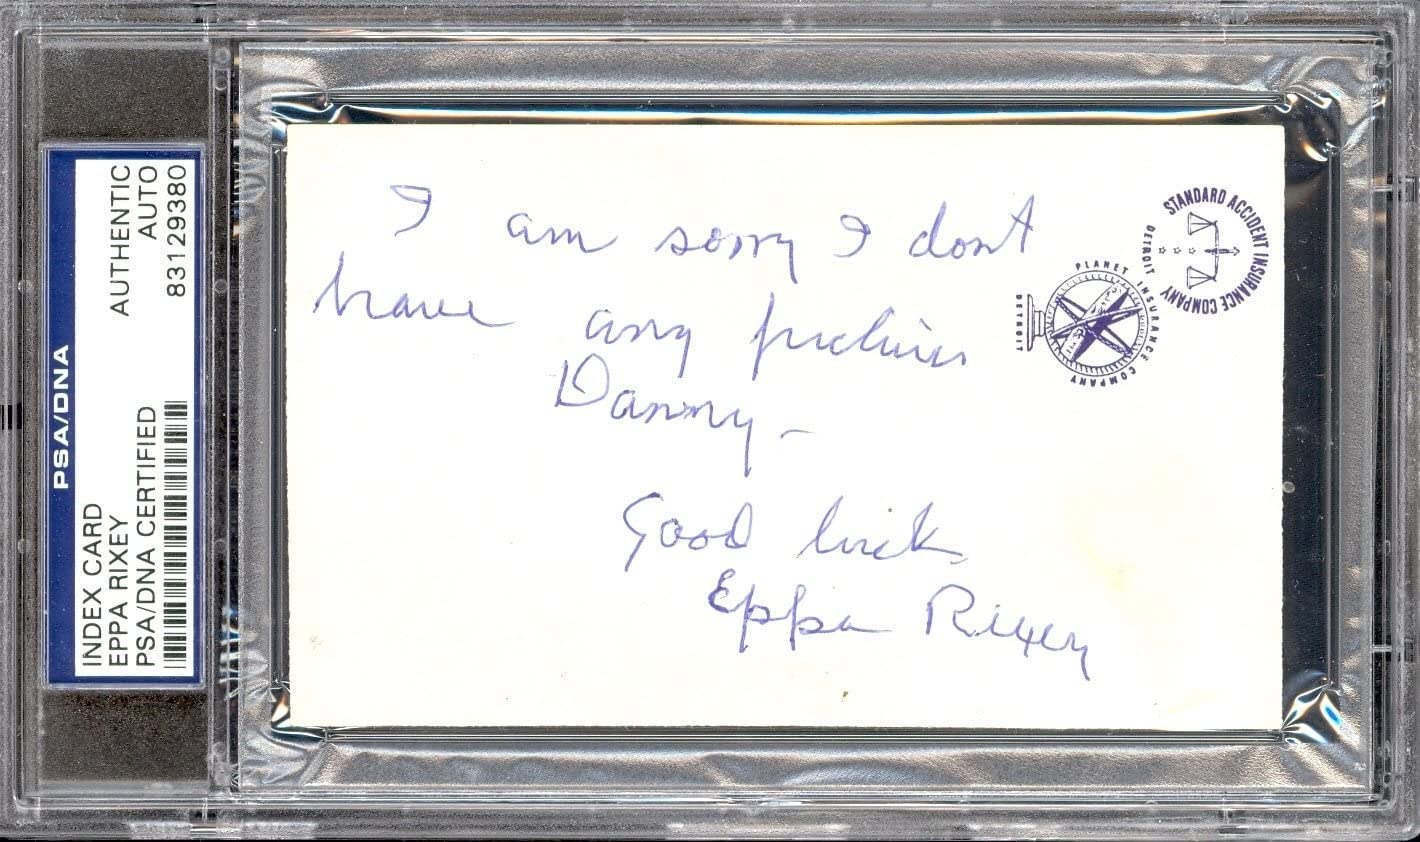 PSA/DNA
INDEX CARD
EPPA RIXEY
PSA/DNA CERTIFIED
AUTHENTIC
AUTO
83129380
I am sorry I dont
have any pictures
Danny -
Good luck
Eppa Rixey
STANDARD ACCIDENT INSURANCE COMPANY
DETROIT
PLANET INSURANCE COMPANY
DETROIT